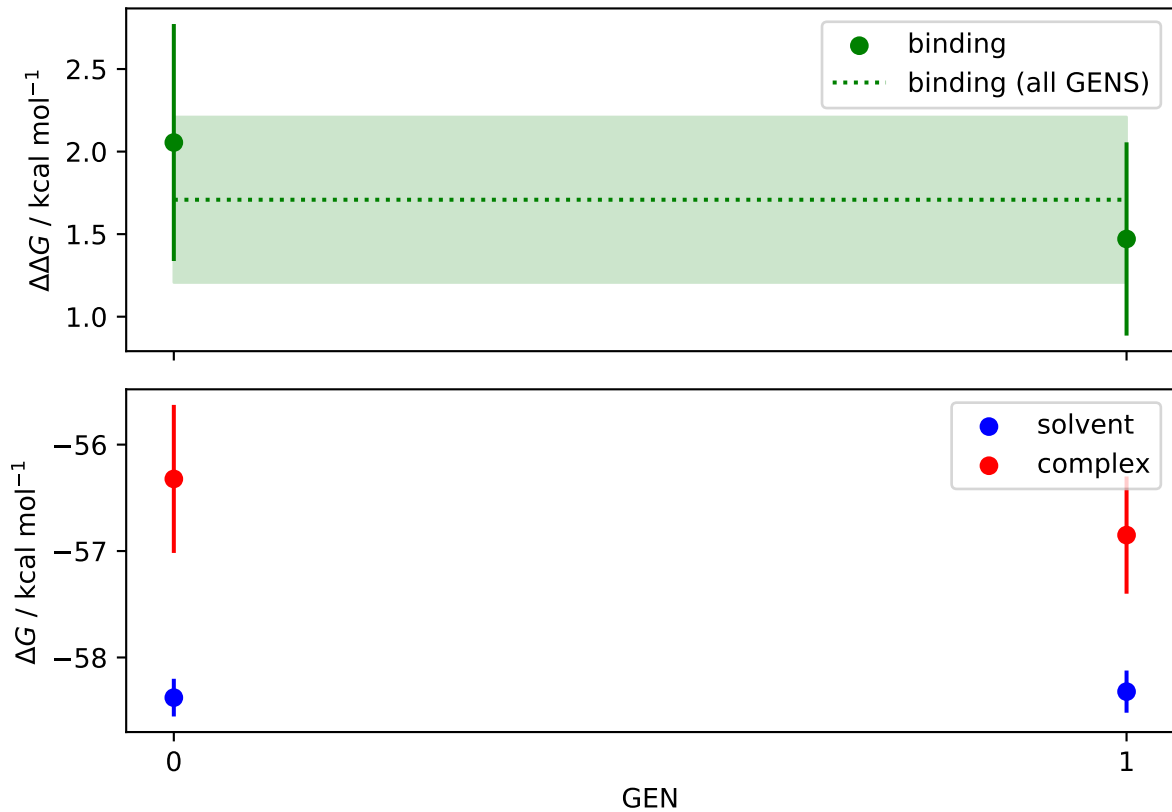 ΔΔG / kcal mol⁻¹
2.5
2.0
1.5
1.0
binding
binding (all GENS)
ΔG / kcal mol⁻¹
−56
−57
−58
solvent
complex
0
1
GEN